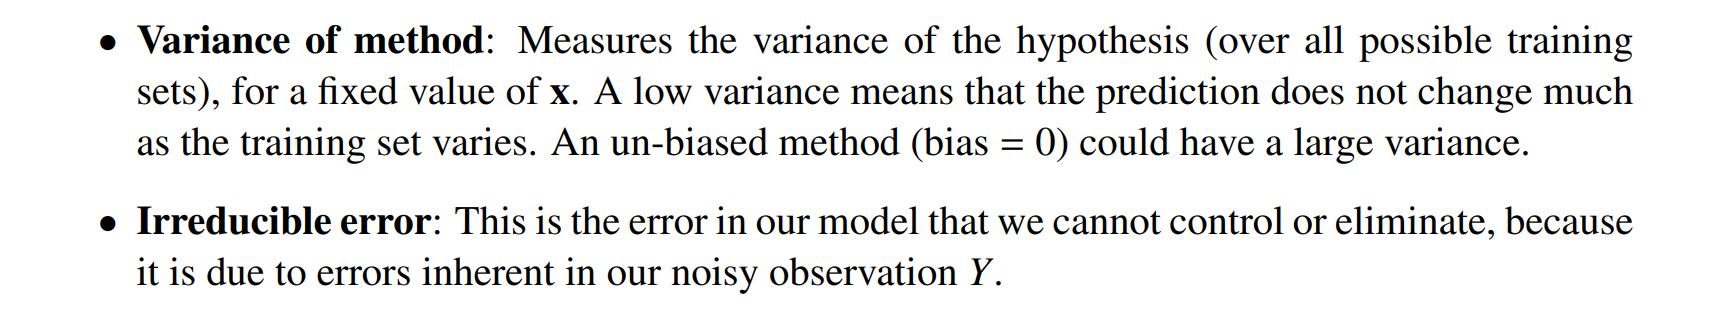 • Variance of method: Measures the variance of the hypothesis (over all possible training
sets), for a fixed value of x. A low variance means that the prediction does not change much
as the training set varies. An un-biased method (bias = 0) could have a large variance.
• Irreducible error: This is the error in our model that we cannot control or eliminate, because
it is due to errors inherent in our noisy observation Y.